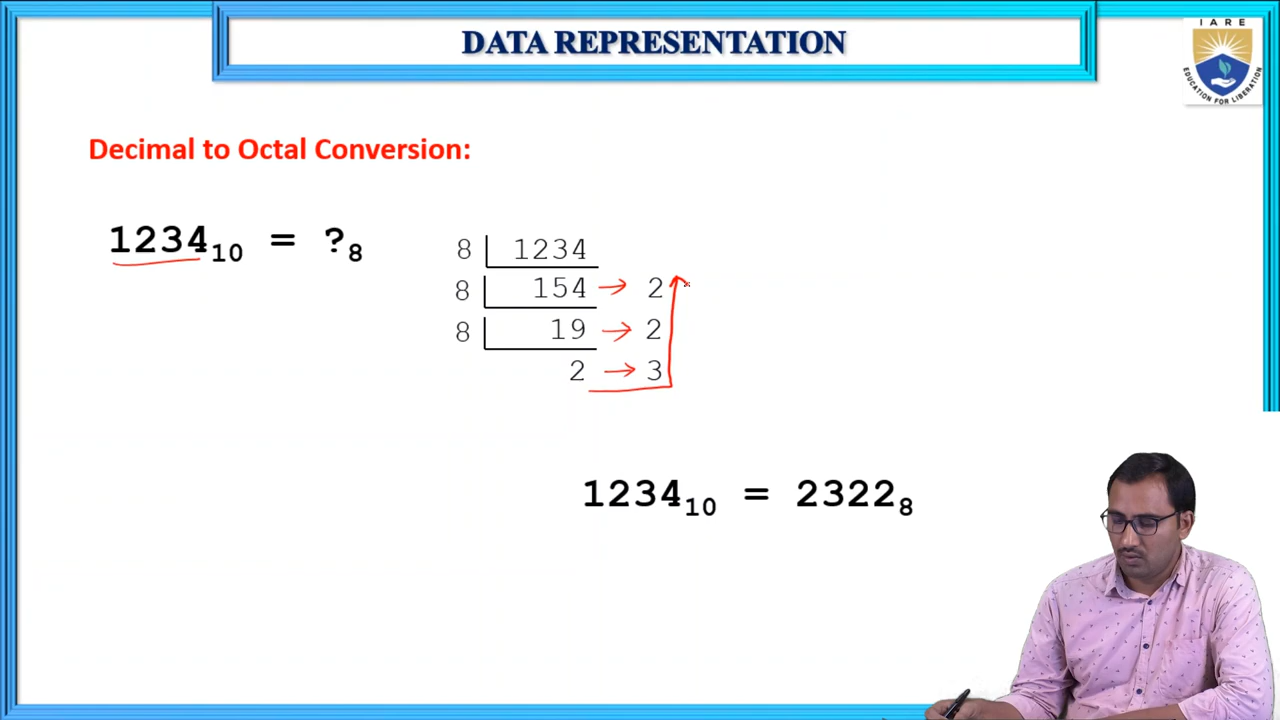 DATA REPRESENTATION
IARE
EDUCATION FOR LIBERATION
Decimal to Octal Conversion:
1234₁₀ = ?₈
8 1234
8 154 → 2
8 19 → 2
2 → 3
1234₁₀ = 2322₈